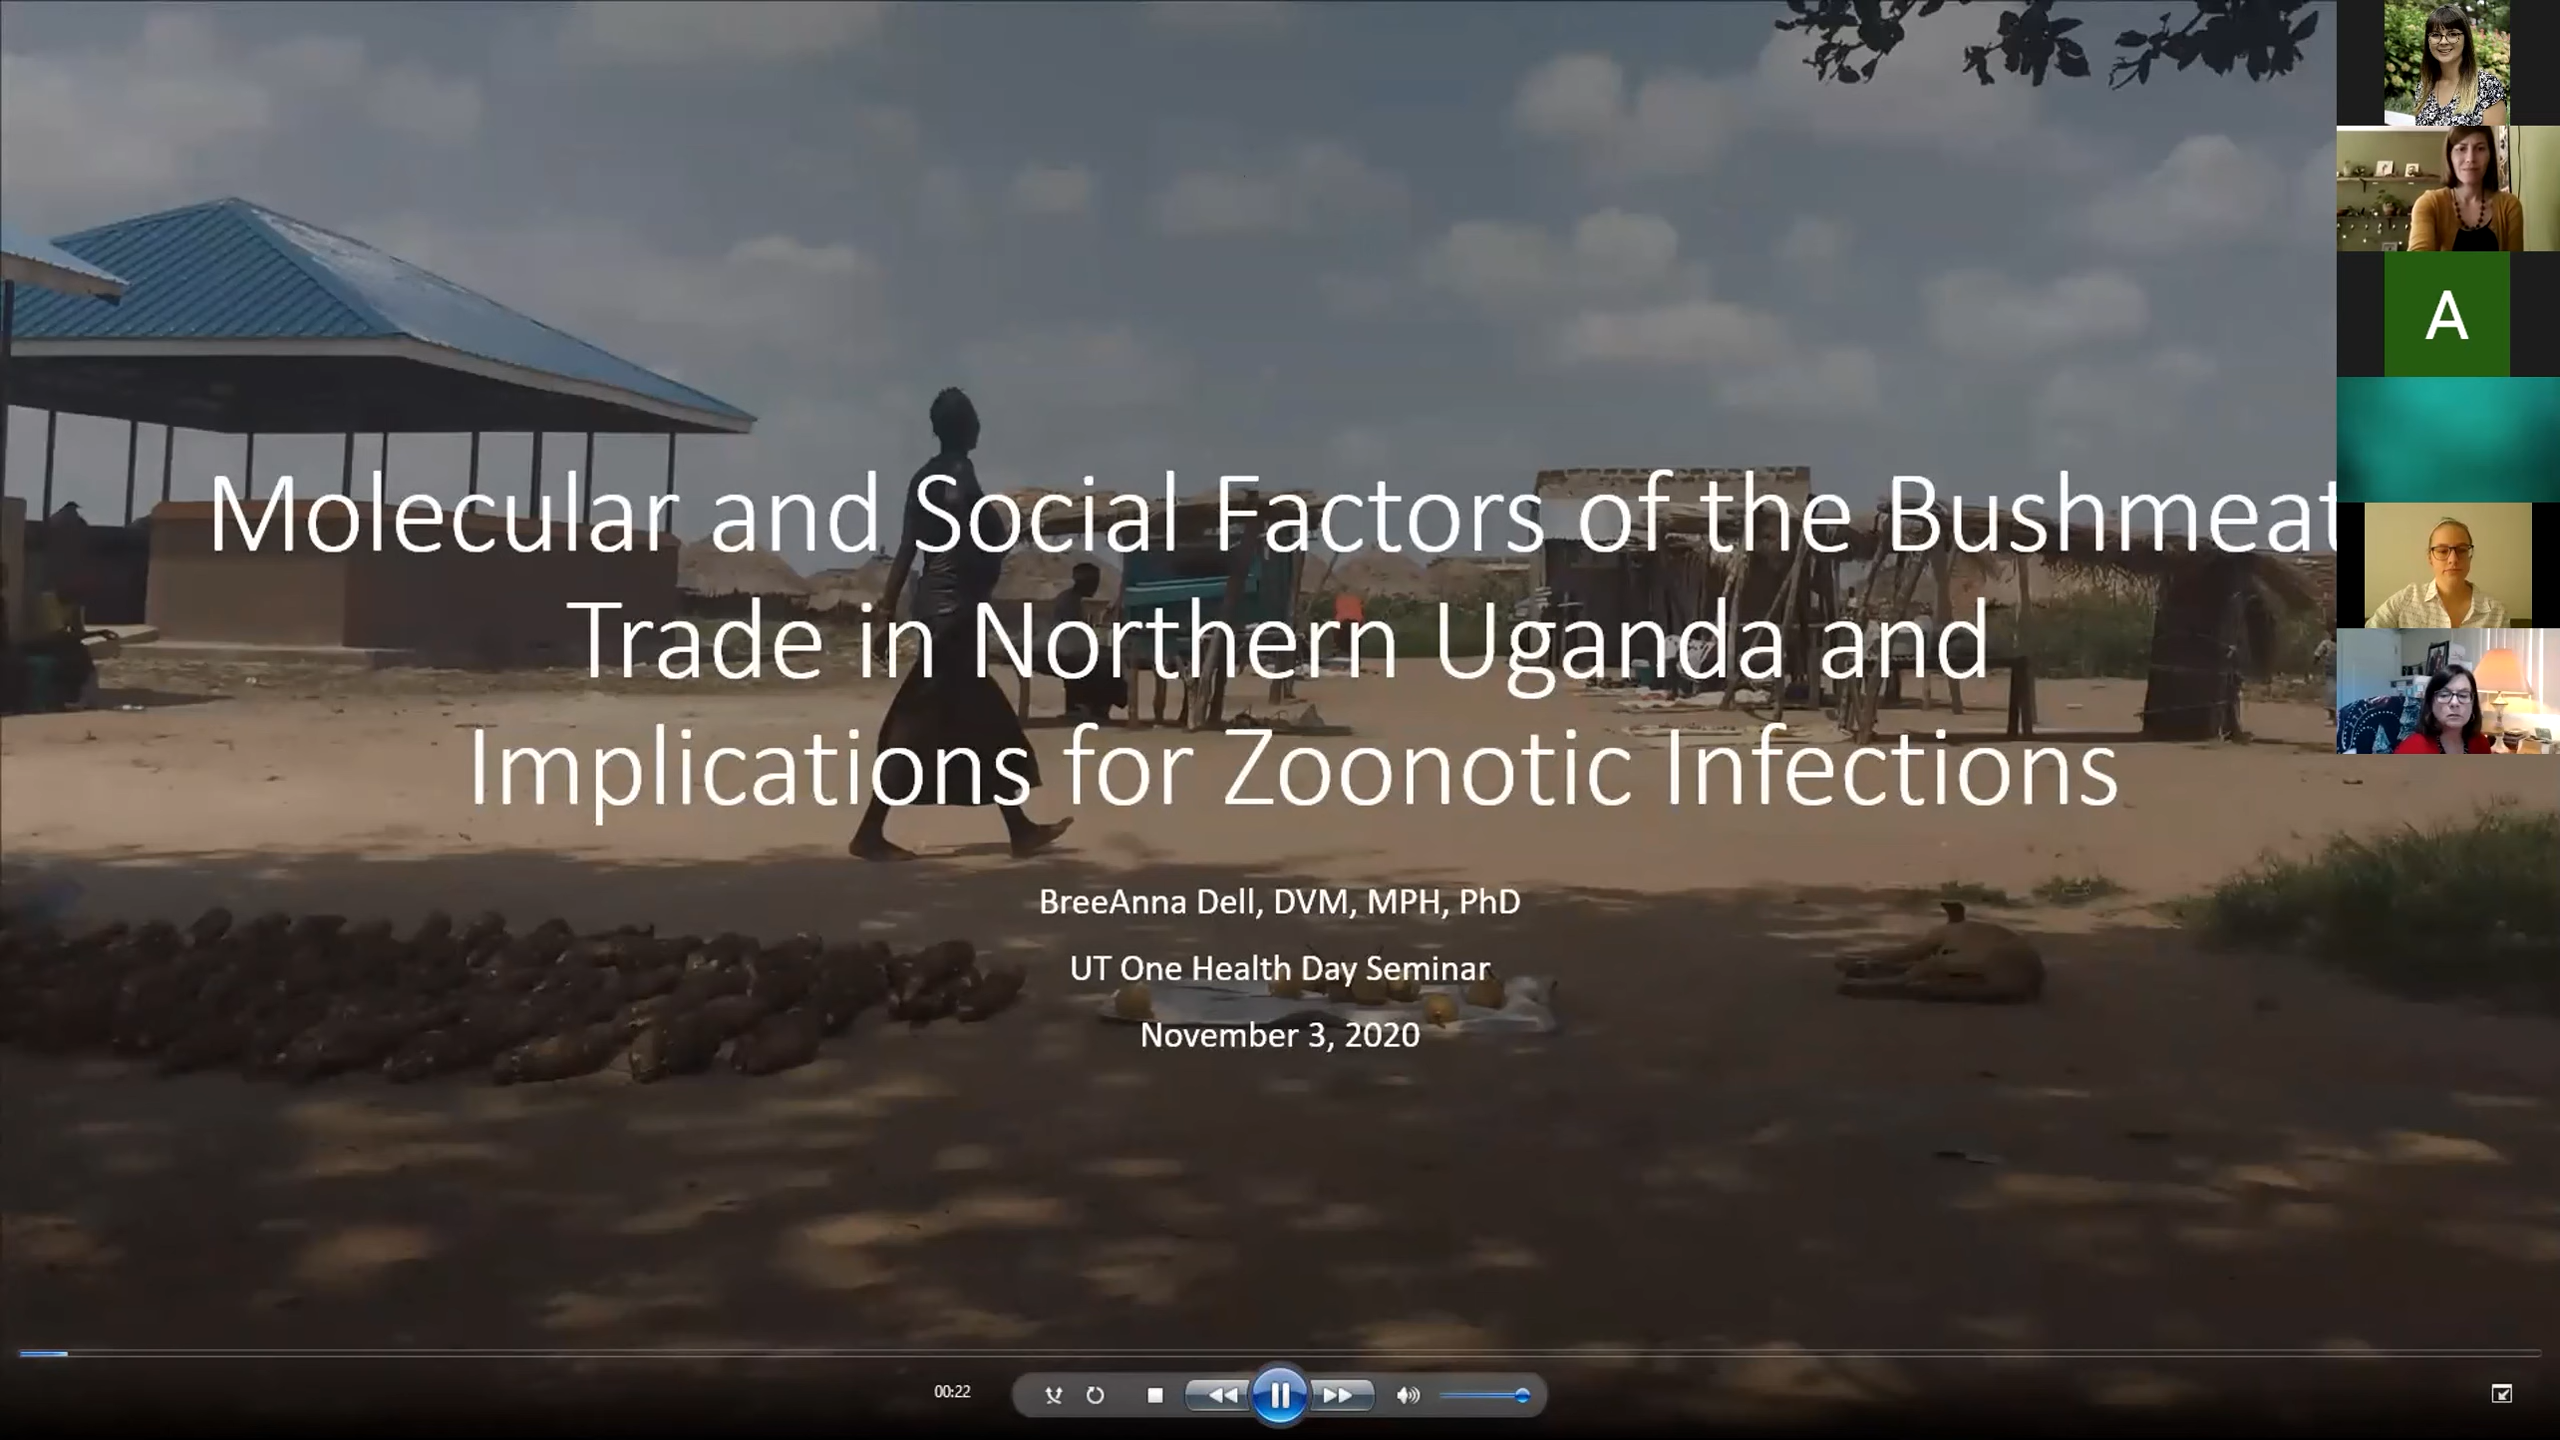 Molecular and Social Factors of the Bushmeat
Trade in Northern Uganda and
Implications for Zoonotic Infections
BreeAnna Dell, DVM, MPH, PhD
UT One Health Day Seminar
November 3, 2020
A
00:22